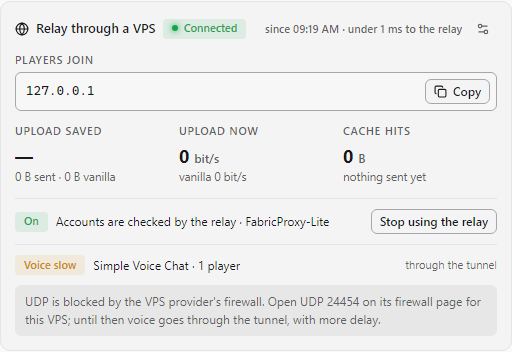 Relay through a VPS Connected since 09:19 AM · under 1 ms to the relay
PLAYERS JOIN
127.0.0.1 Copy
UPLOAD SAVED UPLOAD NOW CACHE HITS
— 0 bit/s 0 B
0 B sent · 0 B vanilla vanilla 0 bit/s nothing sent yet
On Accounts are checked by the relay · FabricProxy-Lite Stop using the relay
Voice slow Simple Voice Chat · 1 player through the tunnel
UDP is blocked by the VPS provider's firewall. Open UDP 24454 on its firewall page for
this VPS; until then voice goes through the tunnel, with more delay.